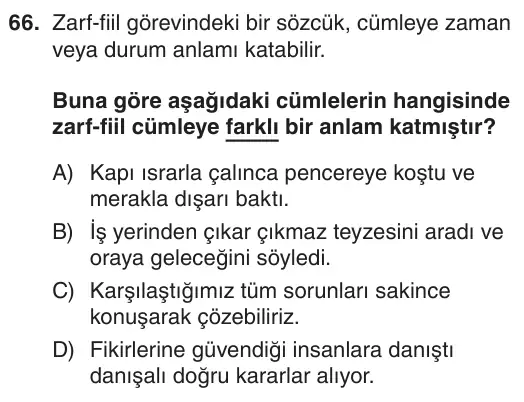 66. Zarf-fiil görevindeki bir sözcük, cümleye zaman
veya durum anlamı katabilir.
Buna göre aşağıdaki cümlelerin hangisinde
zarf-fiil cümleye farklı bir anlam katmıştır?
A) Kapı ısrarla çalınca pencereye koştu ve
merakla dışarı baktı.
B) İş yerinden çıkar çıkmaz teyzesini aradı ve
oraya geleceğini söyledi.
C) Karşılaştığımız tüm sorunları sakince
konuşarak çözebiliriz.
D) Fikirlerine güvendiği insanlara danıştı
danışalı doğru kararlar alıyor.